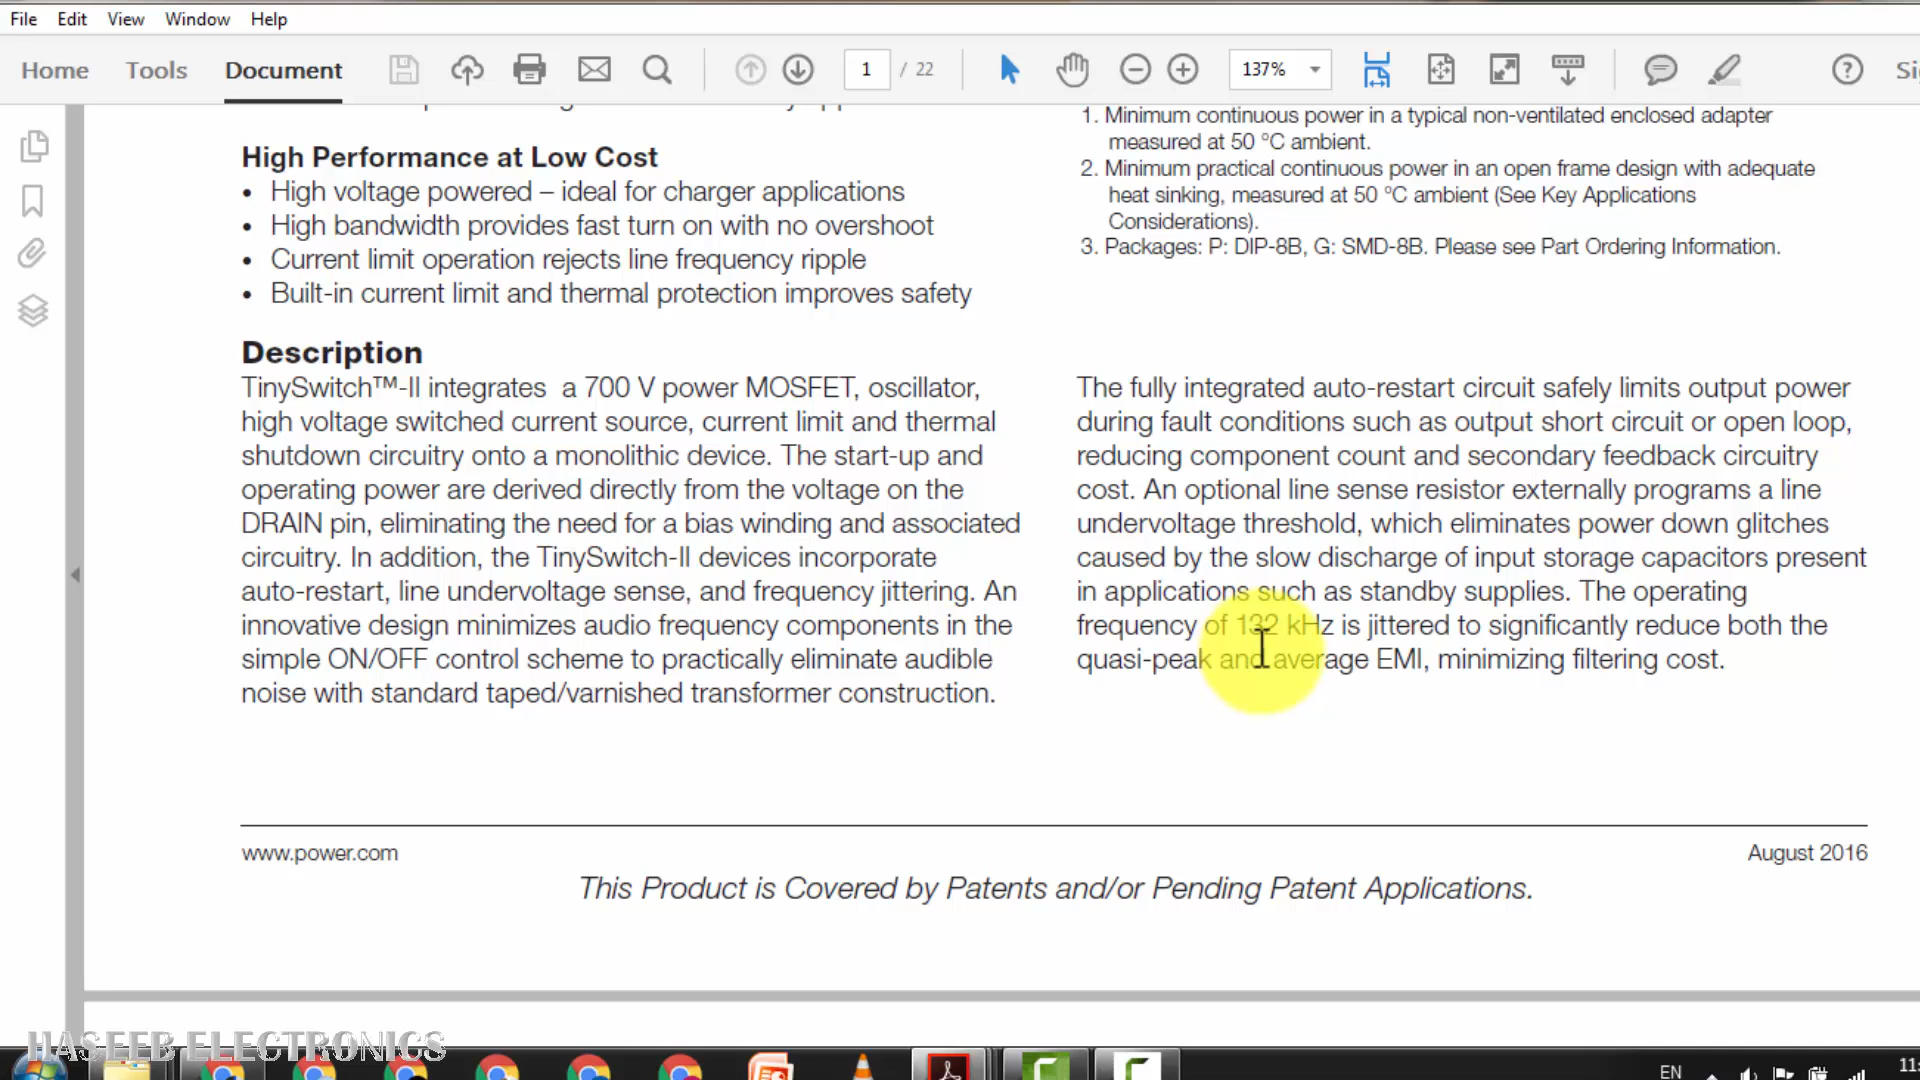 File Edit View Window Help
Home Tools Document 1 / 22 137%
High Performance at Low Cost
• High voltage powered – ideal for charger applications
• High bandwidth provides fast turn on with no overshoot
• Current limit operation rejects line frequency ripple
• Built-in current limit and thermal protection improves safety
1. Minimum continuous power in a typical non-ventilated enclosed adapter
measured at 50 °C ambient.
2. Minimum practical continuous power in an open frame design with adequate
heat sinking, measured at 50 °C ambient (See Key Applications
Considerations).
3. Packages: P: DIP-8B, G: SMD-8B. Please see Part Ordering Information.
Description
TinySwitch™-II integrates a 700 V power MOSFET, oscillator,
high voltage switched current source, current limit and thermal
shutdown circuitry onto a monolithic device. The start-up and
operating power are derived directly from the voltage on the
DRAIN pin, eliminating the need for a bias winding and associated
circuitry. In addition, the TinySwitch-II devices incorporate
auto-restart, line undervoltage sense, and frequency jittering. An
innovative design minimizes audio frequency components in the
simple ON/OFF control scheme to practically eliminate audible
noise with standard taped/varnished transformer construction.
The fully integrated auto-restart circuit safely limits output power
during fault conditions such as output short circuit or open loop,
reducing component count and secondary feedback circuitry
cost. An optional line sense resistor externally programs a line
undervoltage threshold, which eliminates power down glitches
caused by the slow discharge of input storage capacitors present
in applications such as standby supplies. The operating
frequency of 132 kHz is jittered to significantly reduce both the
quasi-peak and average EMI, minimizing filtering cost.
www.power.com
August 2016
This Product is Covered by Patents and/or Pending Patent Applications.
HASEEB ELECTRONICS
EN